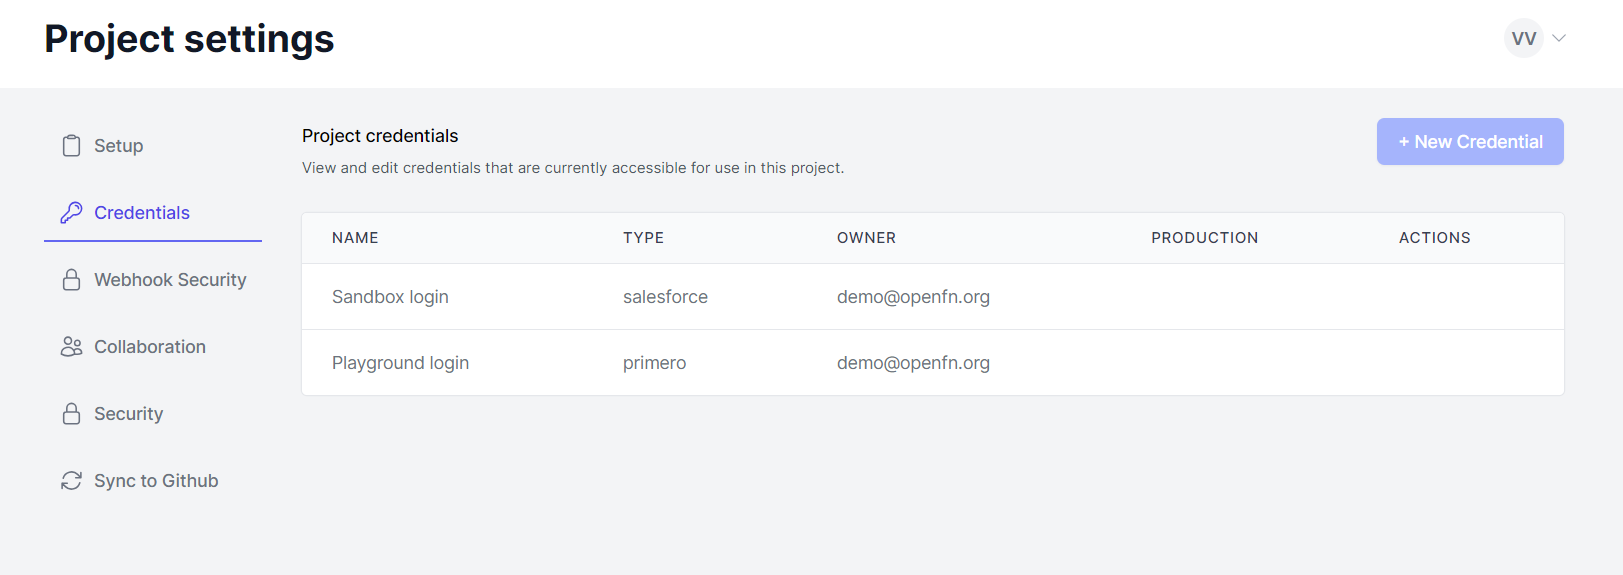 Project settings
VV
Setup
Credentials
Webhook Security
Collaboration
Security
Sync to Github
Project credentials
View and edit credentials that are currently accessible for use in this project.
+ New Credential
NAME TYPE OWNER PRODUCTION ACTIONS
Sandbox login salesforce demo@openfn.org
Playground login primero demo@openfn.org